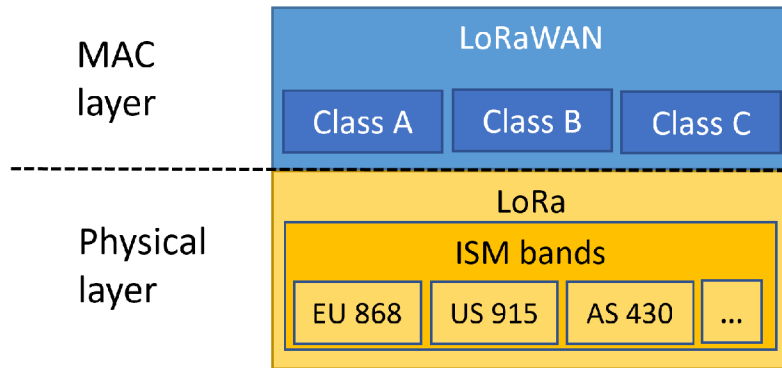 MAC
layer
LoRaWAN
Class A
Class B
Class C
Physical
layer
LoRa
ISM bands
EU 868
US 915
AS 430
...